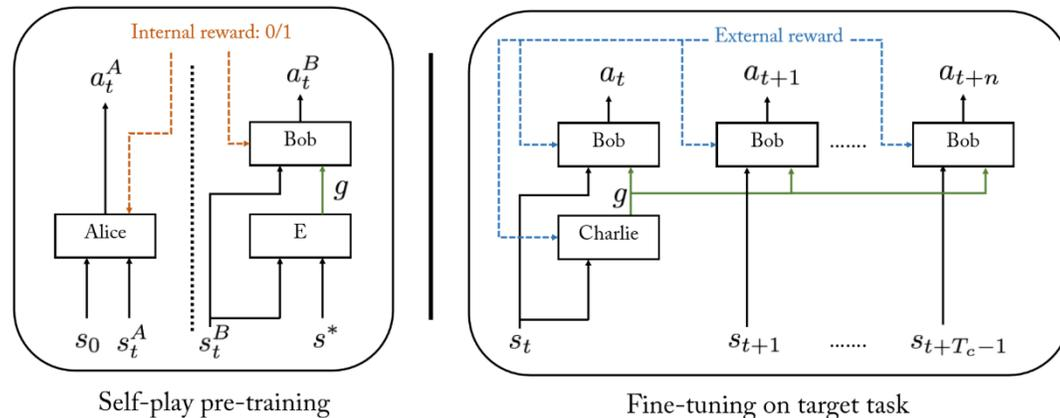 Internal reward: 0/1
a_t^A
a_t^B
Bob
g
Alice
E
s_0 s_t^A s_t^B s^*
Self-play pre-training
External reward
a_t a_{t+1} a_{t+n}
Bob Bob ....... Bob
g
Charlie
s_t s_{t+1} ....... s_{t+T_c-1}
Fine-tuning on target task